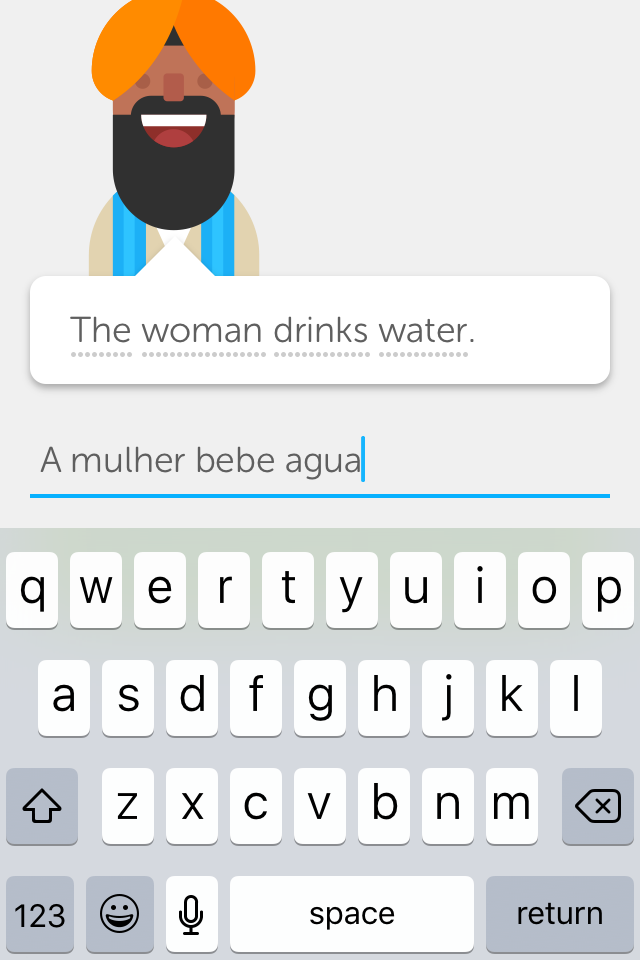 The woman drinks water.
A mulher bebe agua
q w e r t y u i o p
a s d f g h j k l
z x c v b n m
123 space return